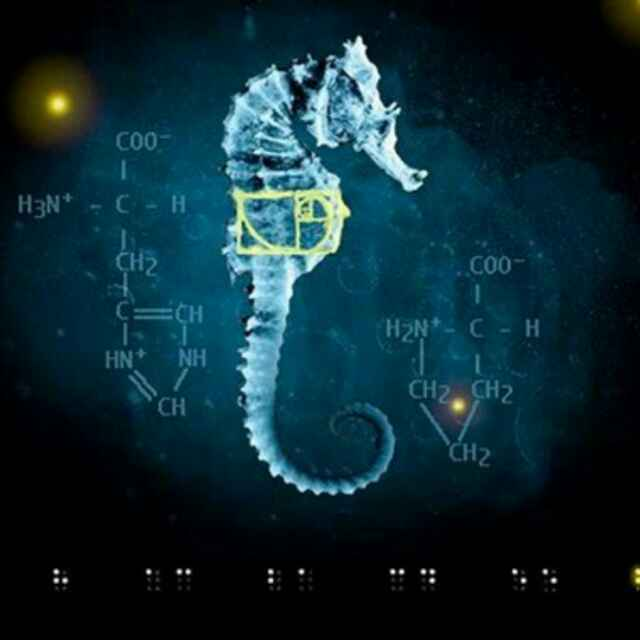 COO⁻
H₃N⁺ – C – H
CH₂
C = CH
HN⁺ NH
CH
COO⁻
H₂N⁺ – C – H
CH₂ CH₂
CH₂